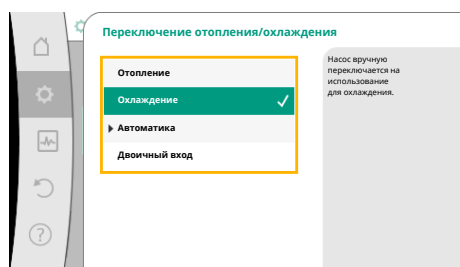 Переключение отопления/охлаждения
Отопление
Охлаждение
Автоматика
Двоичный вход
Насос вручную
переключается на
использование
для охлаждения.